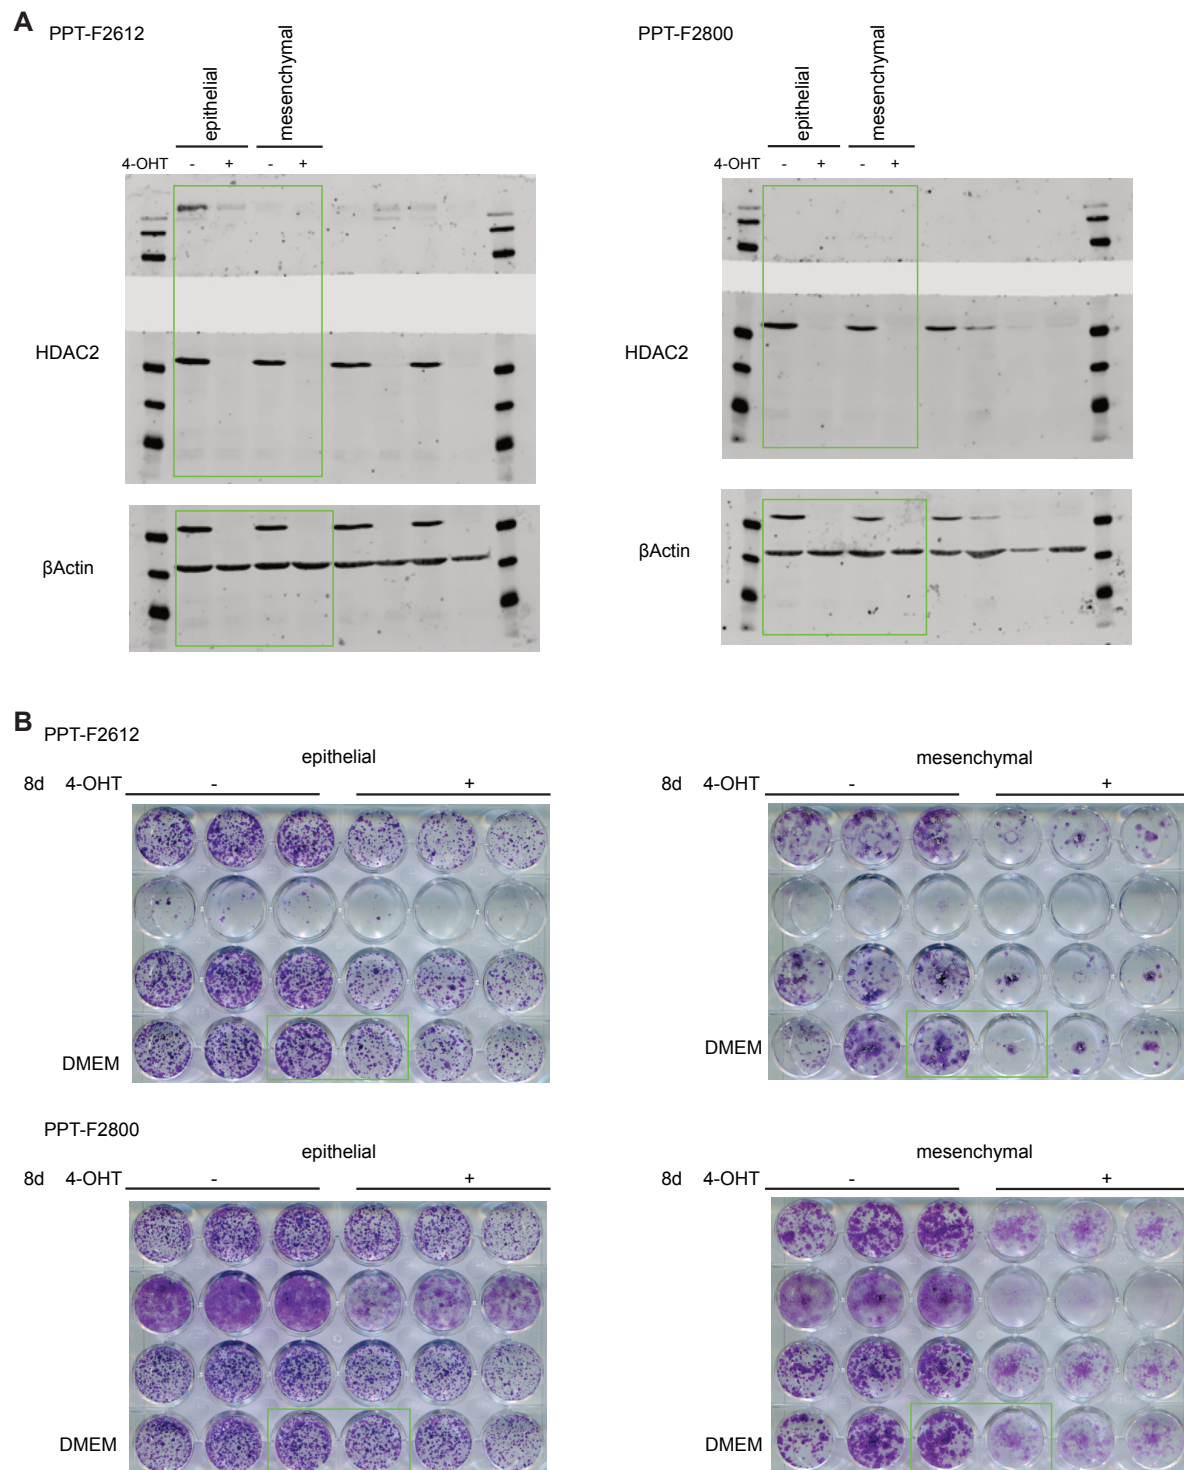 A
PPT-F2612
PPT-F2800
epithelial
mesenchymal
epithelial
mesenchymal
4-OHT - + - +
4-OHT - + - +
HDAC2
HDAC2
βActin
βActin
B
PPT-F2612
epithelial
mesenchymal
8d 4-OHT - +
8d 4-OHT - +
DMEM
DMEM
PPT-F2800
epithelial
mesenchymal
8d 4-OHT - +
8d 4-OHT - +
DMEM
DMEM